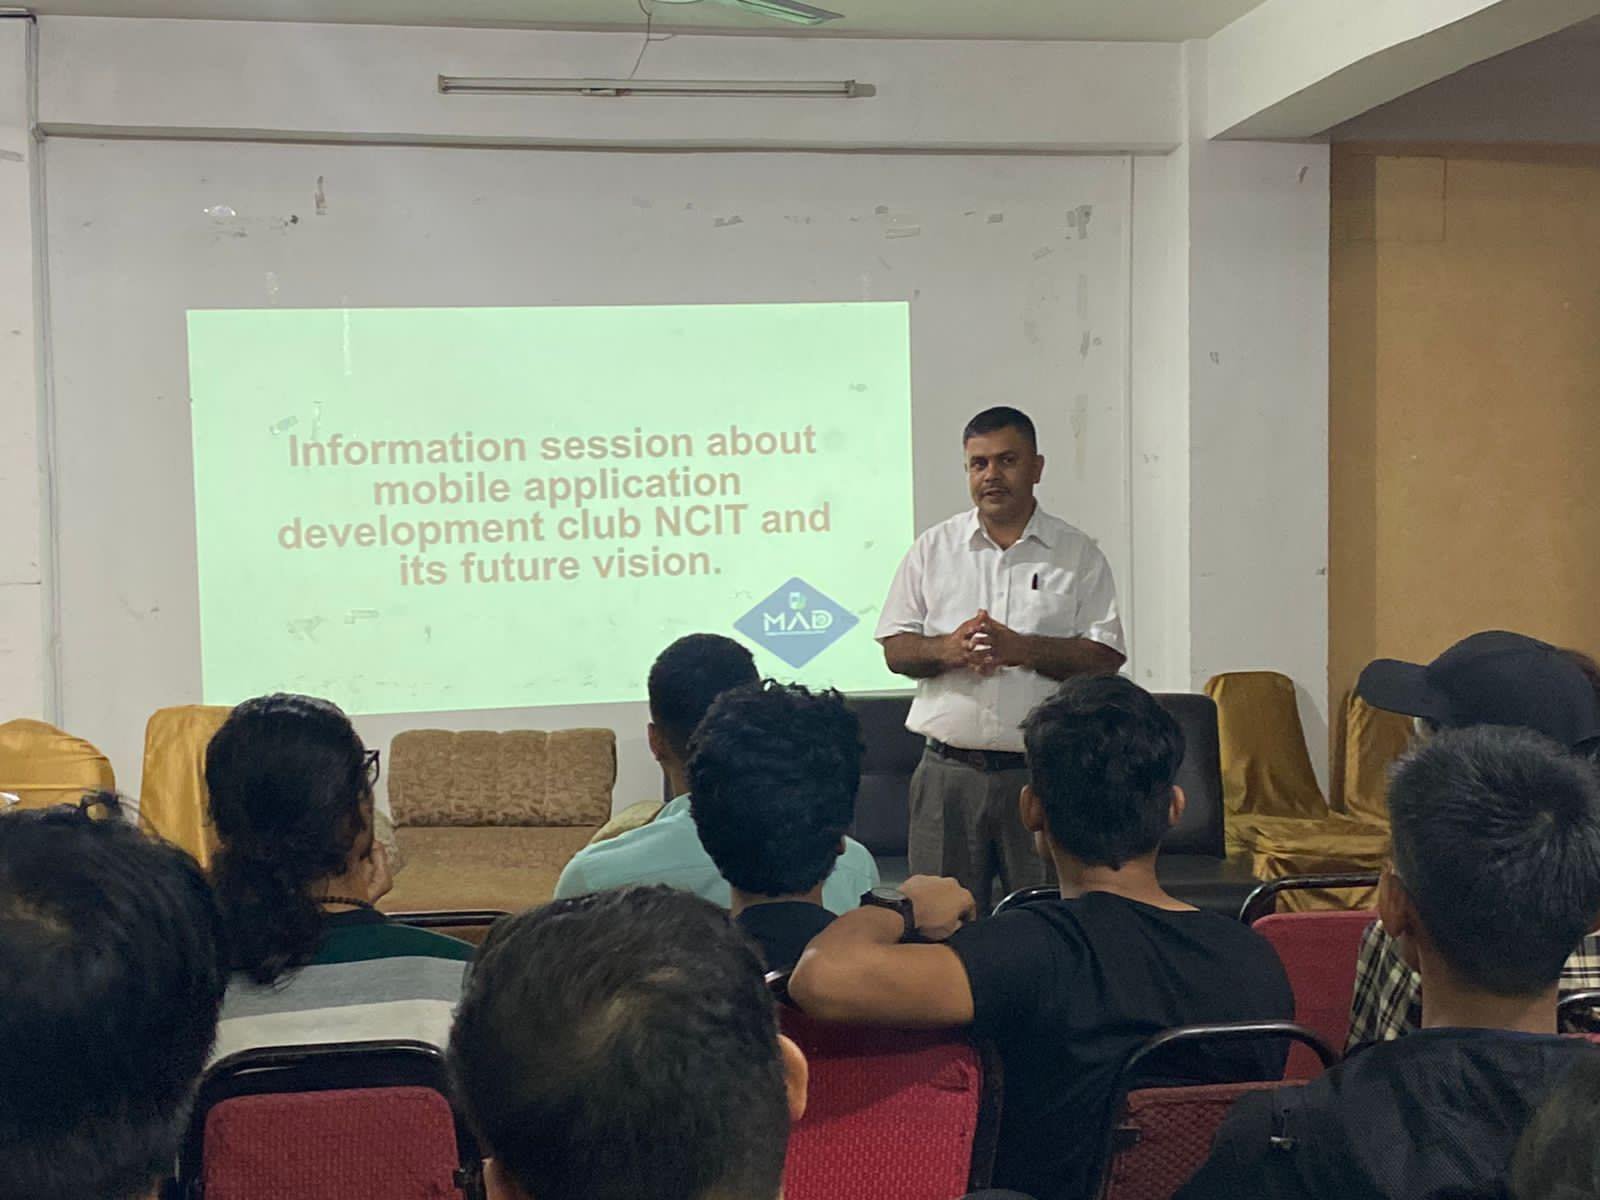 Information session about
mobile application
development club NCIT and
its future vision.
MAD